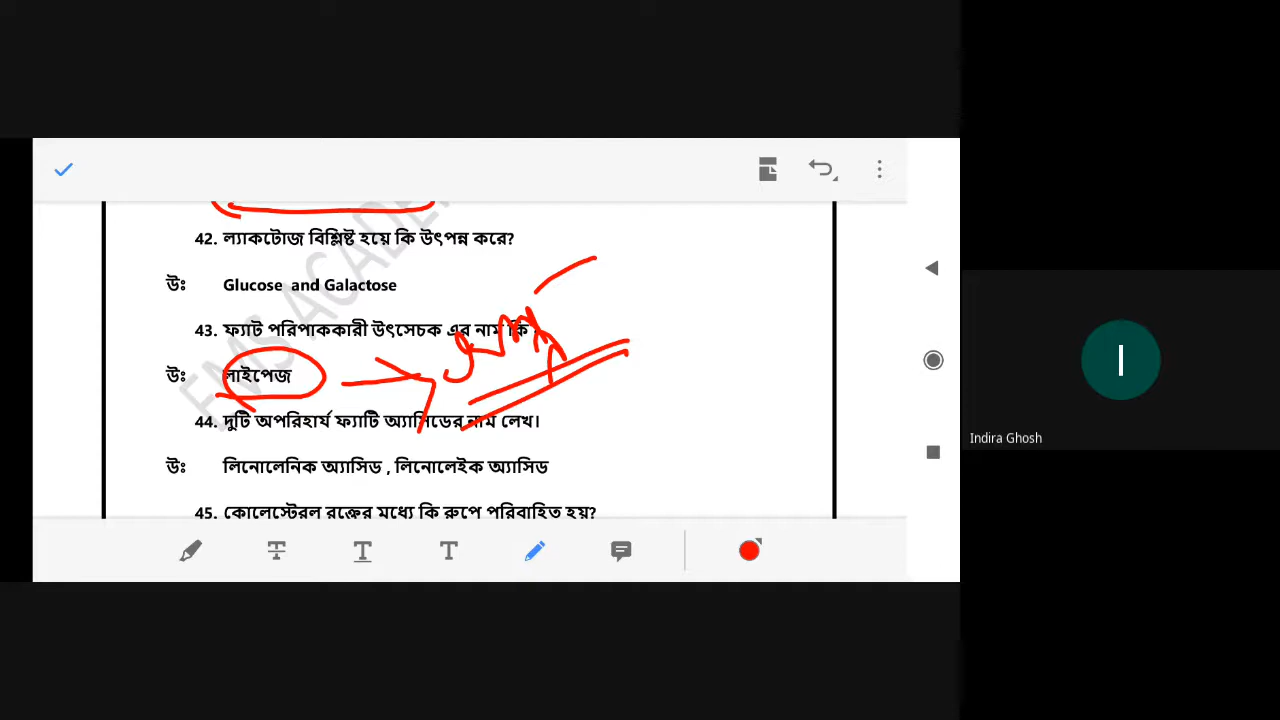 42. ল্যাকটোজ বিশ্লিষ্ট হয়ে কি উৎপন্ন করে?
উঃ Glucose and Galactose
43. ফ্যাট পরিপাককারী উৎসেচক এর নাম কি
উঃ লাইপেজ
44. দুটি অপরিহার্য ফ্যাটি অ্যাসিডের নাম লেখ।
উঃ লিনোলেনিক অ্যাসিড , লিনোলেইক অ্যাসিড
45. কোলেস্টেরল রক্তের মধ্যে কি রুপে পরিবাহিত হয়?
I
Indira Ghosh